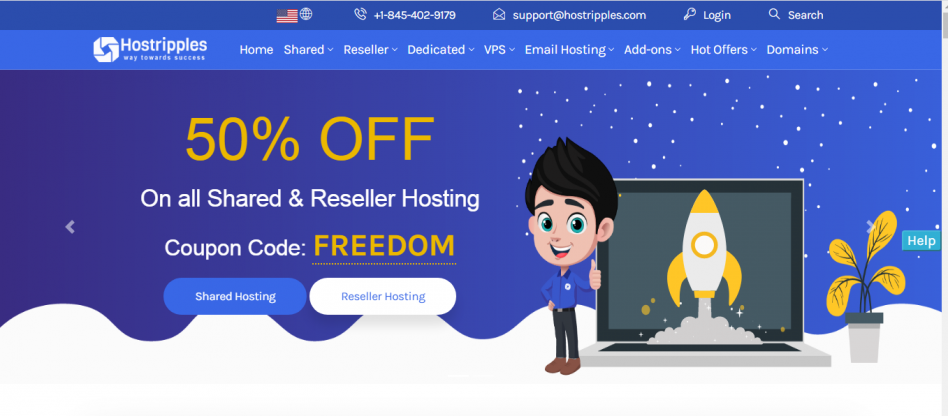 +1-845-402-9179 support@hostripples.com Login Search
Hostripples
way towards success
Home Shared Reseller Dedicated VPS Email Hosting Add-ons Hot Offers Domains
50% OFF
On all Shared & Reseller Hosting
Coupon Code: FREEDOM
Shared Hosting Reseller Hosting
Help